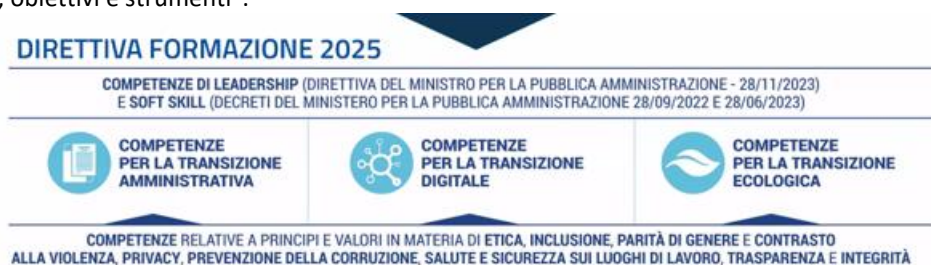 , obiettivi e strumenti”.
DIRETTIVA FORMAZIONE 2025
COMPETENZE DI LEADERSHIP (DIRETTIVA DEL MINISTRO PER LA PUBBLICA AMMINISTRAZIONE - 28/11/2023)
E SOFT SKILL (DECRETI DEL MINISTERO PER LA PUBBLICA AMMINISTRAZIONE 28/09/2022 E 28/06/2023)
COMPETENZE
PER LA TRANSIZIONE
AMMINISTRATIVA
COMPETENZE
PER LA TRANSIZIONE
DIGITALE
COMPETENZE
PER LA TRANSIZIONE
ECOLOGICA
COMPETENZE RELATIVE A PRINCIPI E VALORI IN MATERIA DI ETICA, INCLUSIONE, PARITÀ DI GENERE E CONTRASTO
ALLA VIOLENZA, PRIVACY, PREVENZIONE DELLA CORRUZIONE, SALUTE E SICUREZZA SUI LUOGHI DI LAVORO, TRASPARENZA E INTEGRITÀ